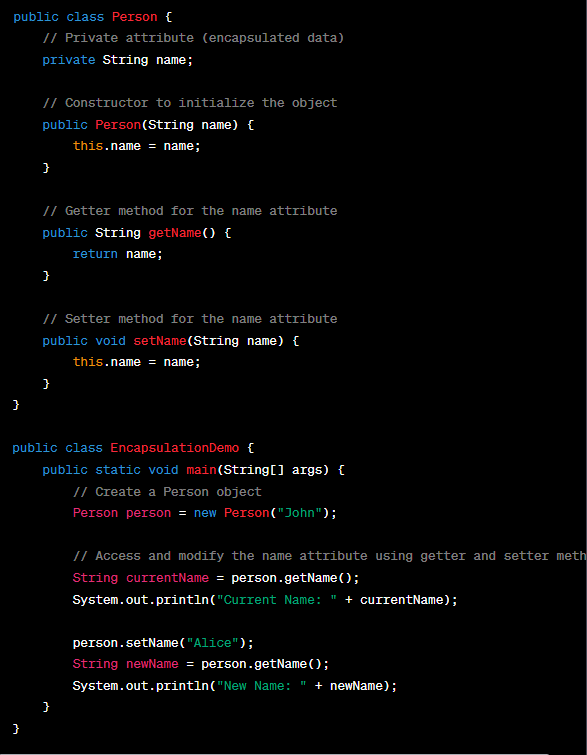 public class Person {
    // Private attribute (encapsulated data)
    private String name;

    // Constructor to initialize the object
    public Person(String name) {
        this.name = name;
    }

    // Getter method for the name attribute
    public String getName() {
        return name;
    }

    // Setter method for the name attribute
    public void setName(String name) {
        this.name = name;
    }
}

public class EncapsulationDemo {
    public static void main(String[] args) {
        // Create a Person object
        Person person = new Person("John");

        // Access and modify the name attribute using getter and setter meth
        String currentName = person.getName();
        System.out.println("Current Name: " + currentName);

        person.setName("Alice");
        String newName = person.getName();
        System.out.println("New Name: " + newName);
    }
}